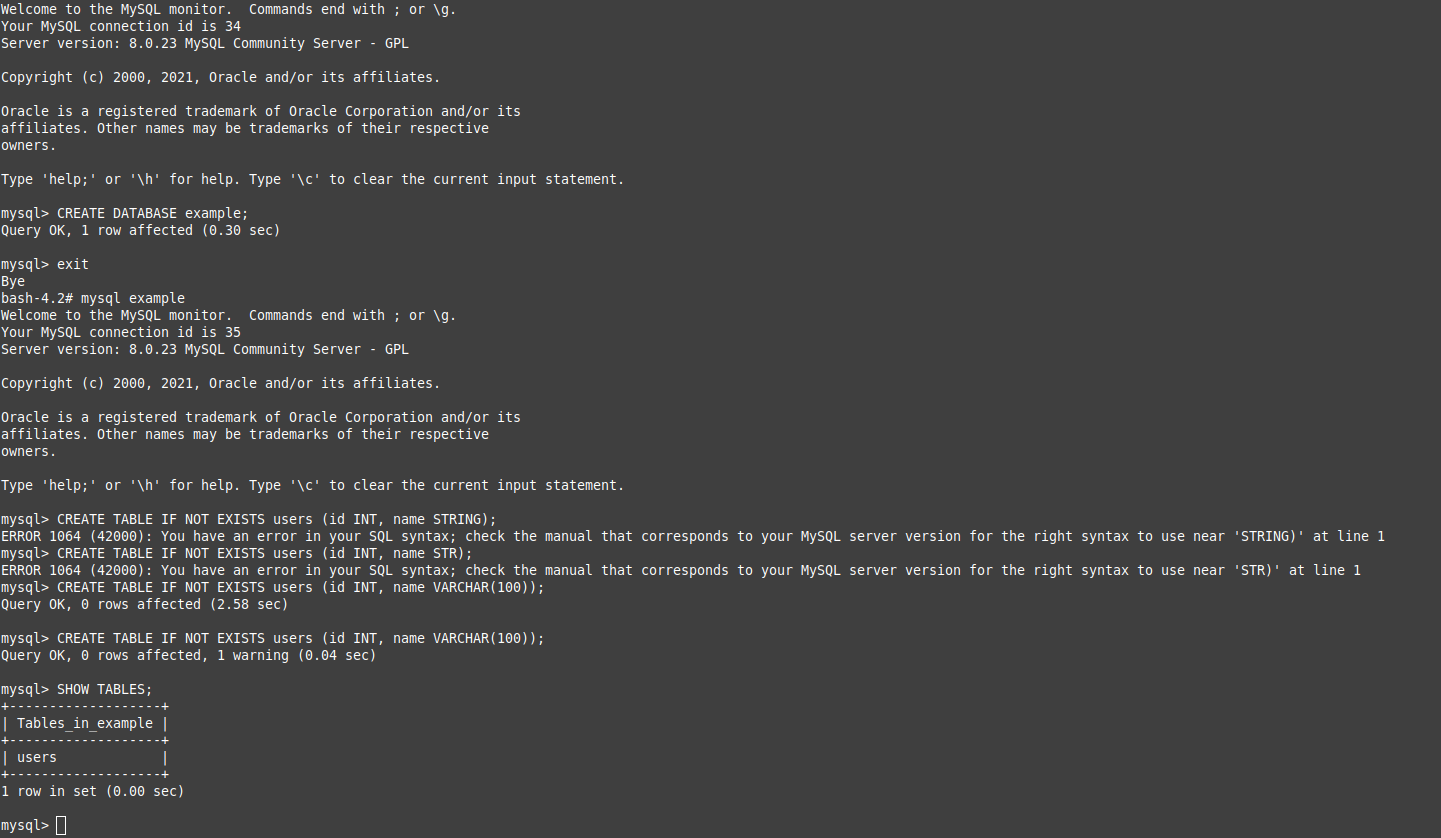 Welcome to the MySQL monitor.  Commands end with ; or \g.
Your MySQL connection id is 34
Server version: 8.0.23 MySQL Community Server - GPL
Copyright (c) 2000, 2021, Oracle and/or its affiliates.
Oracle is a registered trademark of Oracle Corporation and/or its
affiliates. Other names may be trademarks of their respective
owners.
Type 'help;' or '\h' for help. Type '\c' to clear the current input statement.
mysql> CREATE DATABASE example;
Query OK, 1 row affected (0.30 sec)
mysql> exit
Bye
bash-4.2# mysql example
Welcome to the MySQL monitor.  Commands end with ; or \g.
Your MySQL connection id is 35
Server version: 8.0.23 MySQL Community Server - GPL
Copyright (c) 2000, 2021, Oracle and/or its affiliates.
Oracle is a registered trademark of Oracle Corporation and/or its
affiliates. Other names may be trademarks of their respective
owners.
Type 'help;' or '\h' for help. Type '\c' to clear the current input statement.
mysql> CREATE TABLE IF NOT EXISTS users (id INT, name STRING);
ERROR 1064 (42000): You have an error in your SQL syntax; check the manual that corresponds to your MySQL server version for the right syntax to use near 'STRING)' at line 1
mysql> CREATE TABLE IF NOT EXISTS users (id INT, name STR);
ERROR 1064 (42000): You have an error in your SQL syntax; check the manual that corresponds to your MySQL server version for the right syntax to use near 'STR)' at line 1
mysql> CREATE TABLE IF NOT EXISTS users (id INT, name VARCHAR(100));
Query OK, 0 rows affected (2.58 sec)
mysql> CREATE TABLE IF NOT EXISTS users (id INT, name VARCHAR(100));
Query OK, 0 rows affected, 1 warning (0.04 sec)
mysql> SHOW TABLES;
+-------------------+
| Tables_in_example |
+-------------------+
| users             |
+-------------------+
1 row in set (0.00 sec)
mysql>